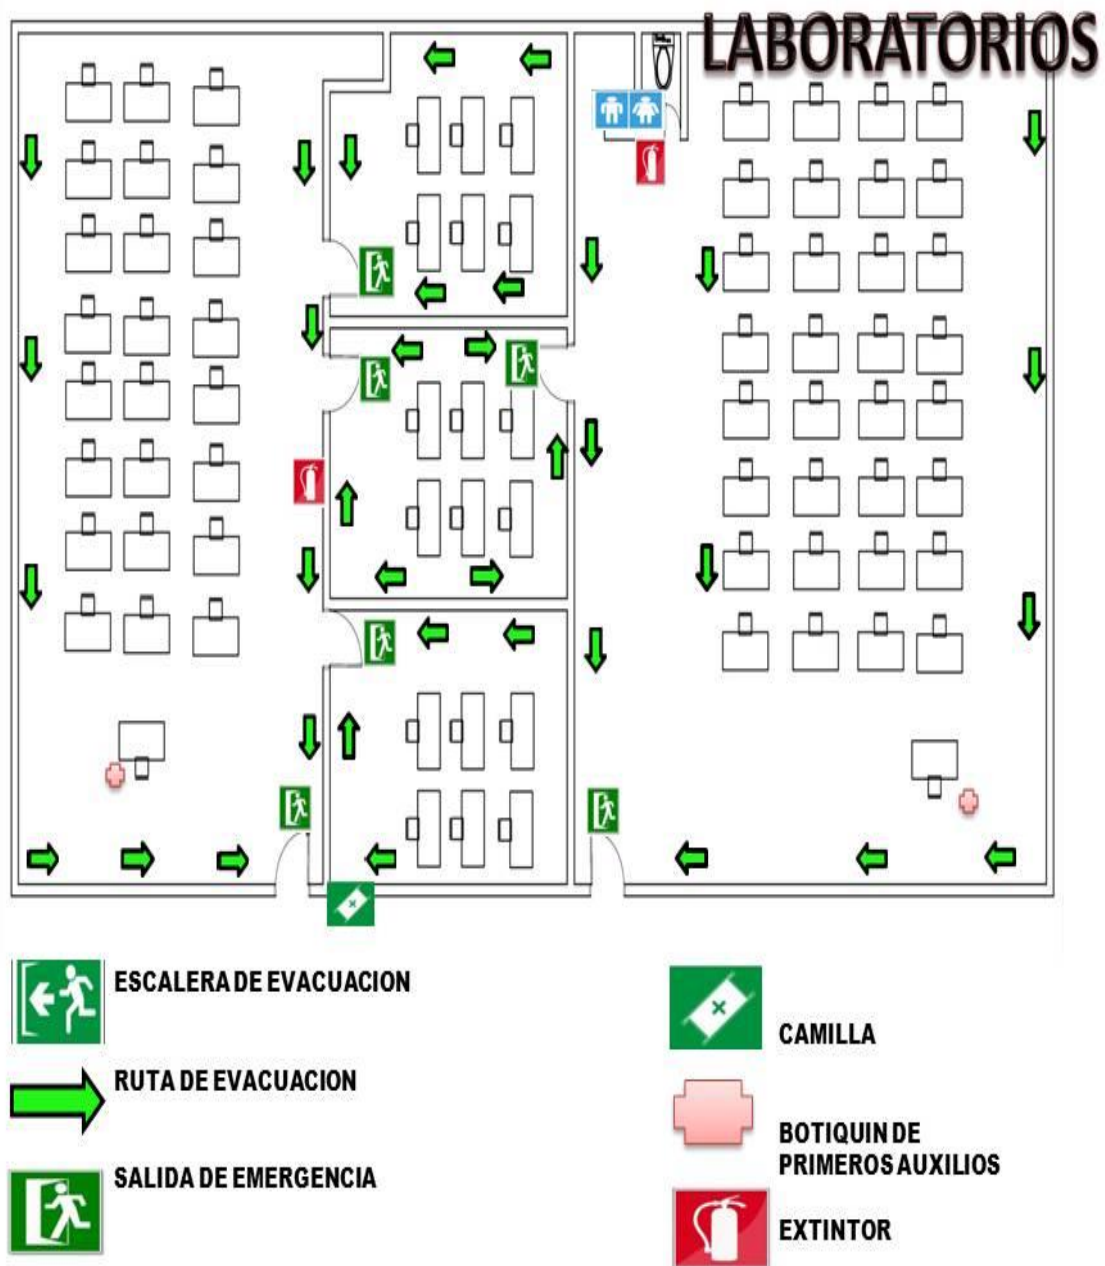 LABORATORIOS
ESCALERA DE EVACUACION
RUTA DE EVACUACION
SALIDA DE EMERGENCIA
CAMILLA
BOTIQUIN DE
PRIMEROS AUXILIOS
EXTINTOR